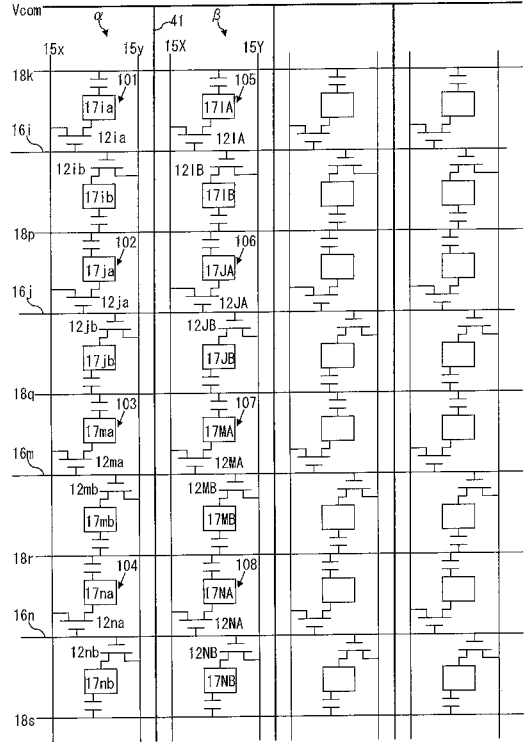 Vcom α 41 β
15x 15y 15X 15Y
18k
101 105
17ia 17IA
16i 12ia 12IA
12ib 12IB
17ib 17IB
18p
102 106
17ja 17JA
16j 12ja 12JA
12jb 12JB
17jb 17JB
18q
103 107
17ma 17MA
16m 12ma 12MA
12mb 12MB
17mb 17MB
18r
104 108
17na 17NA
16n 12na 12NA
12nb 12NB
17nb 17NB
18s